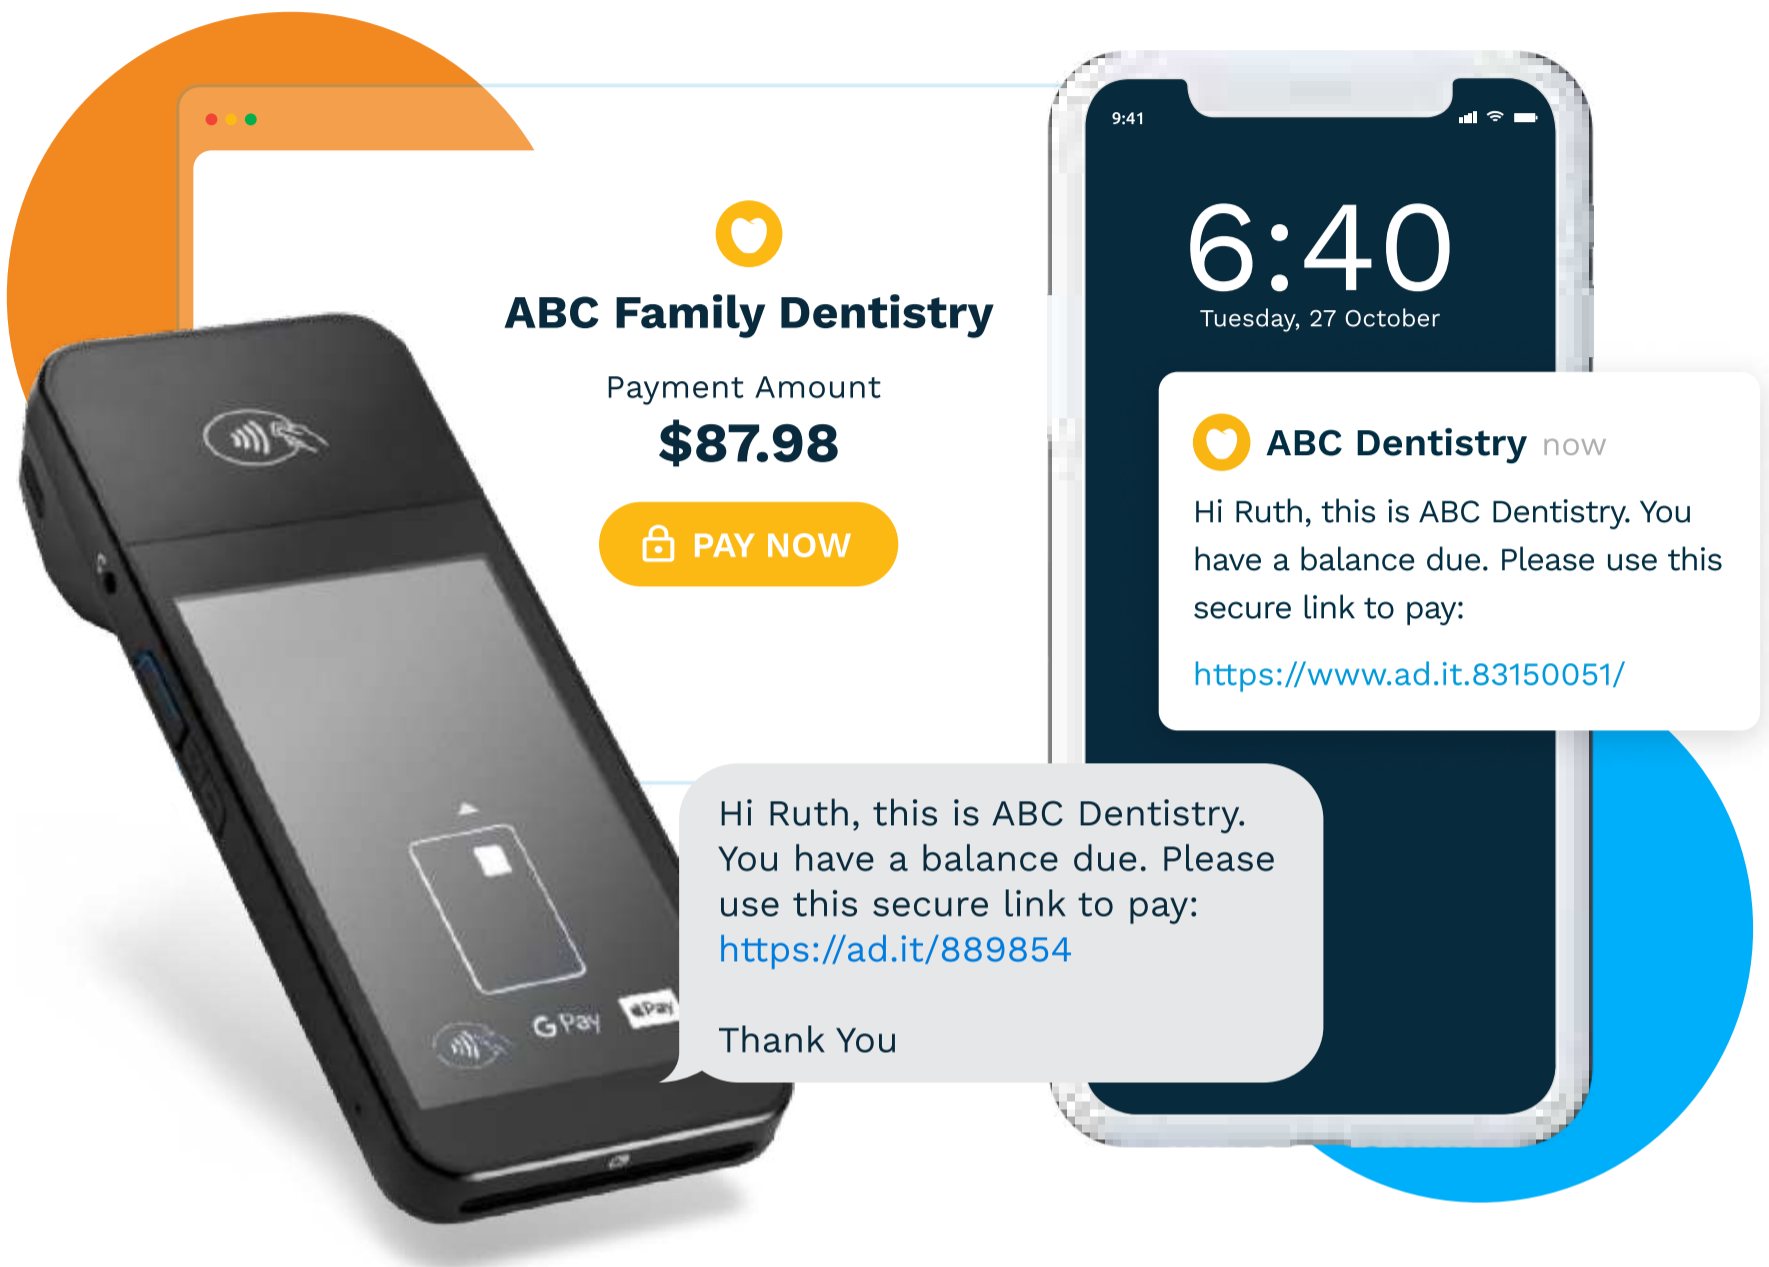 ABC Family Dentistry
Payment Amount
$87.98
PAY NOW
9:41
6:40
Tuesday, 27 October
ABC Dentistry now
Hi Ruth, this is ABC Dentistry. You
have a balance due. Please use this
secure link to pay:
https://www.ad.it.83150051/
Hi Ruth, this is ABC Dentistry.
You have a balance due. Please
use this secure link to pay:
https://ad.it/889854
Thank You
G Pay
Pay